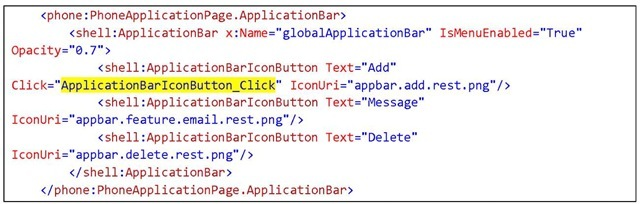 <phone:PhoneApplicationPage.ApplicationBar>
<shell:ApplicationBar x:Name="globalApplicationBar" IsMenuEnabled="True"
Opacity="0.7">
<shell:ApplicationBarIconButton Text="Add"
Click="ApplicationBarIconButton_Click" IconUri="appbar.add.rest.png"/>
<shell:ApplicationBarIconButton Text="Message"
IconUri="appbar.feature.email.rest.png"/>
<shell:ApplicationBarIconButton Text="Delete"
IconUri="appbar.delete.rest.png"/>
</shell:ApplicationBar>
</phone:PhoneApplicationPage.ApplicationBar>